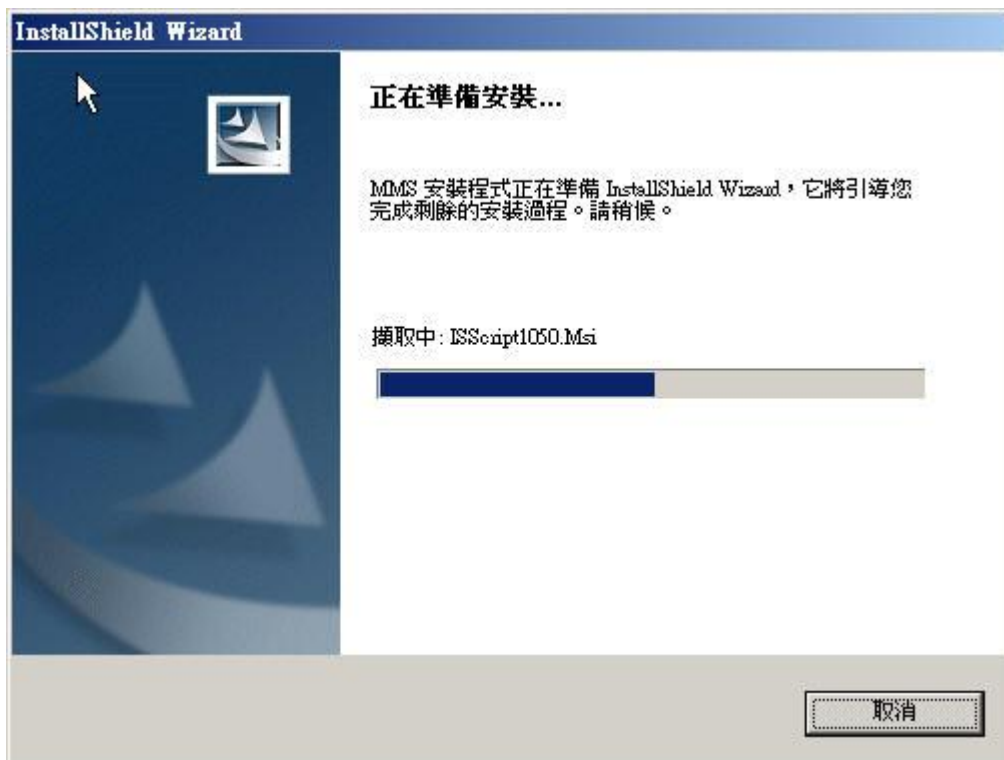 InstallShield Wizard
正在準備安裝...
MMS 安裝程式正在準備 InstallShield Wizard，它將引導您
完成剩餘的安裝過程。請稍候。
擷取中: ISScript1050.Msi
取消